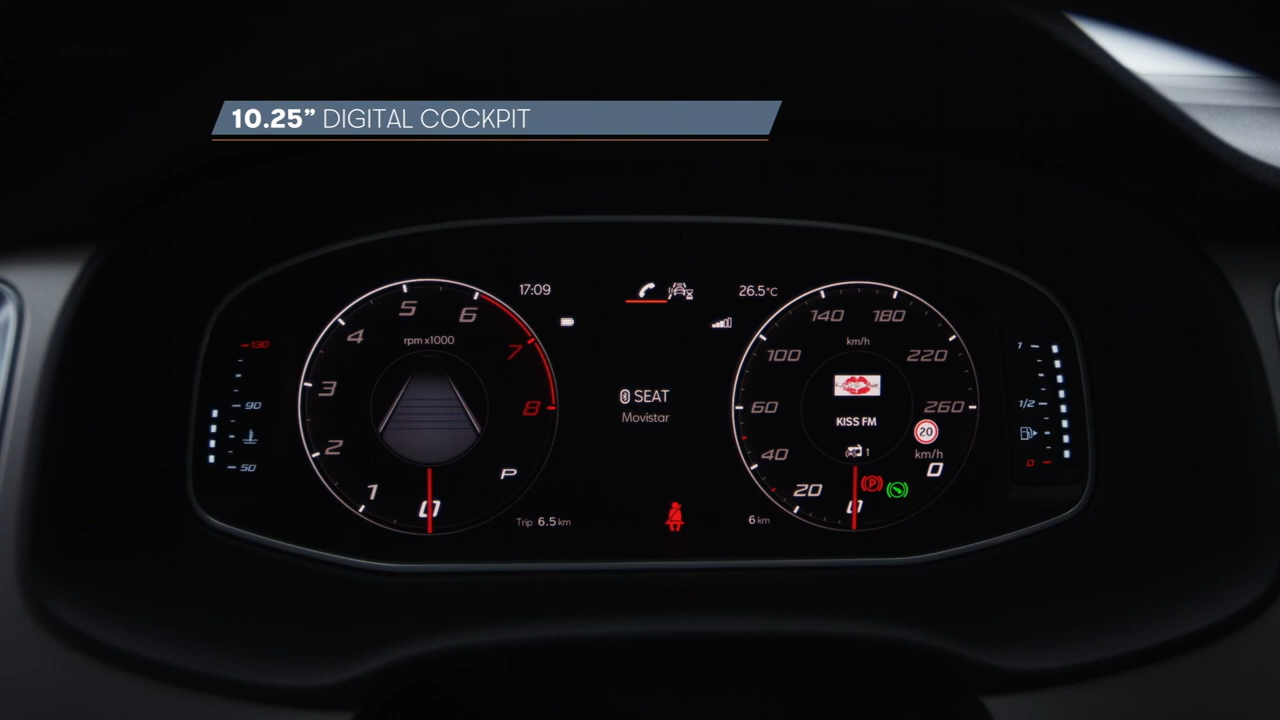 10.25” DIGITAL COCKPIT
17:09
26.5°C
5
6
4
7
3
8
2
1
0
rpm x1000
P
130
90
50
SEAT
Movistar
Trip 6.5 km
6 km
140
180
100
220
60
260
40
20
0
km/h
KISS FM
1
20
km/h
0
P
1
1/2
0